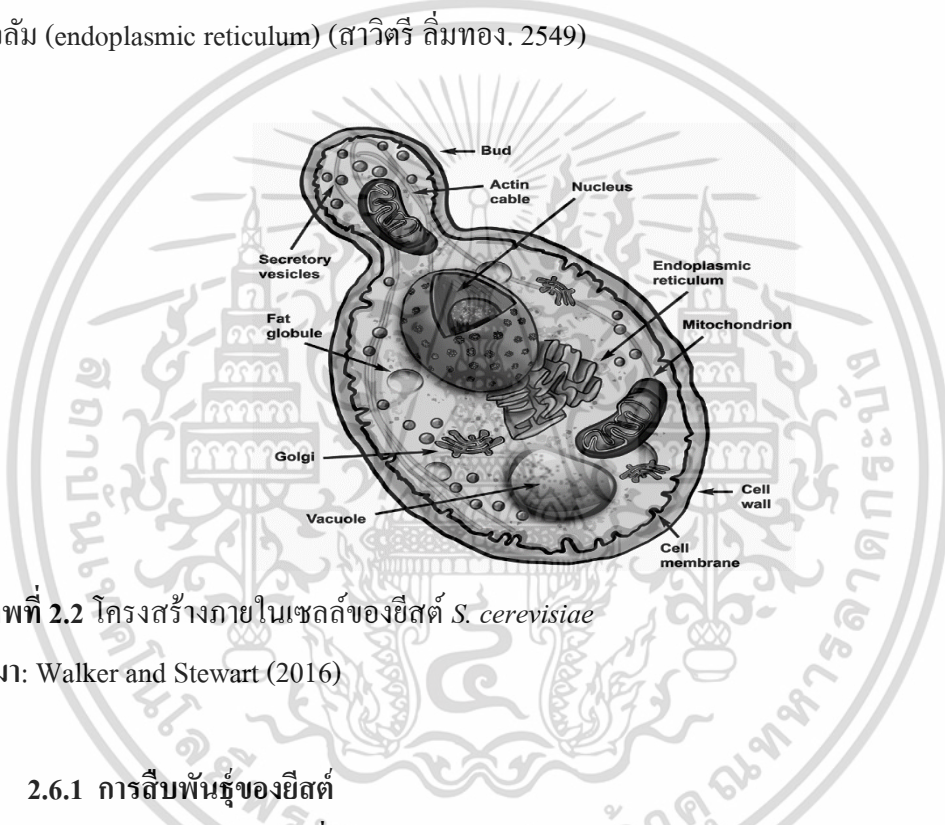 ลัม (endoplasmic reticulum) (สาวิตรี ลิ่มทอง. 2549)
Bud
Actin
cable
Nucleus
Secretory
vesicles
Endoplasmic
reticulum
Fat
globule
Mitochondrion
Golgi
Vacuole
Cell
wall
Cell
membrane
พที่ 2.2 โครงสร้างภายในเซลล์ของยีสต์ S. cerevisiae
มา: Walker and Stewart (2016)
2.6.1 การสืบพันธุ์ของยีสต์